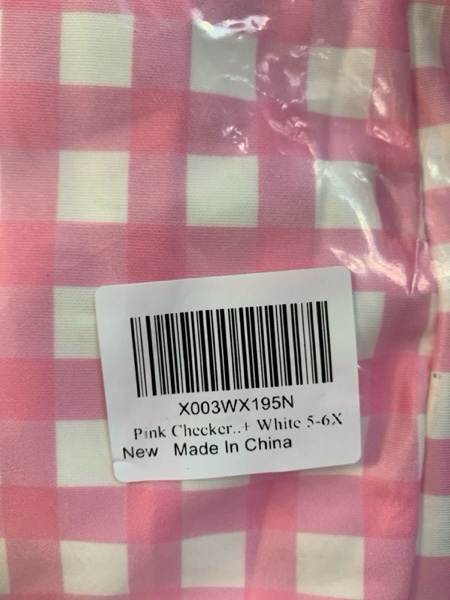 X003WX195N
Pink Checker..+ White 5-6X
New Made In China